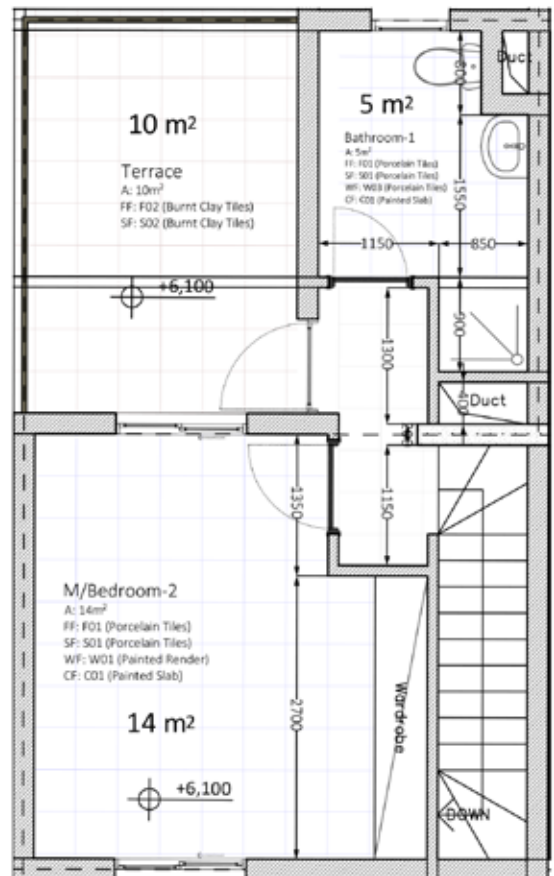 Duct
600
5 m²
Bathroom-1
A: 5m²
FF: F01 (Porcelain Tiles)
SF: S01 (Porcelain Tiles)
WF: W03 (Porcelain Tiles)
CF: C01 (Painted Slab)
10 m²
Terrace
A: 10m²
FF: F02 (Burnt Clay Tiles)
SF: S02 (Burnt Clay Tiles)
1550
1150
850
+6,100
900
1300
400
Duct
1350
1150
M/Bedroom-2
A: 14m²
FF: F01 (Porcelain Tiles)
SF: S01 (Porcelain Tiles)
WF: W01 (Painted Render)
CF: C01 (Painted Slab)
14 m²
2700
Wardrobe
+6,100
DOWN